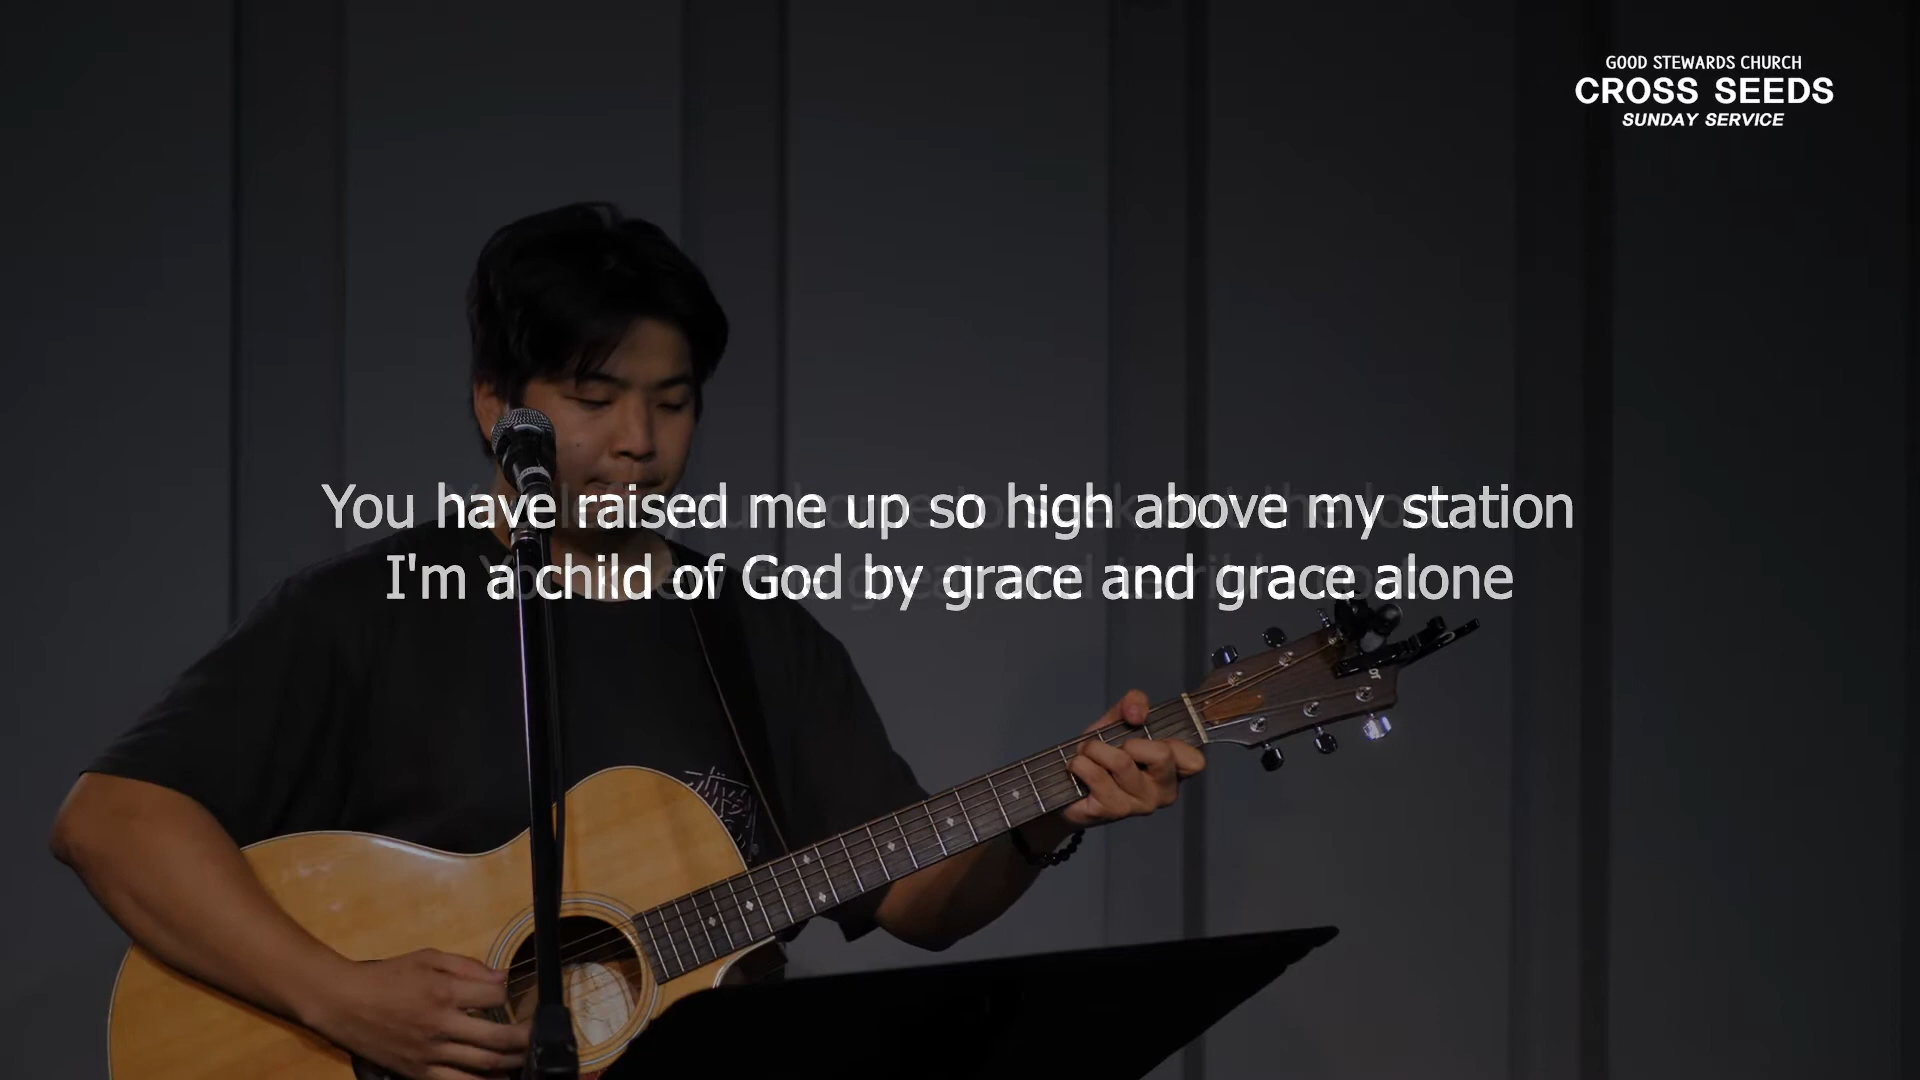 GOOD STEWARDS CHURCH
CROSS SEEDS
SUNDAY SERVICE
You have raised me up so high above my station
I'm a child of God by grace and grace alone